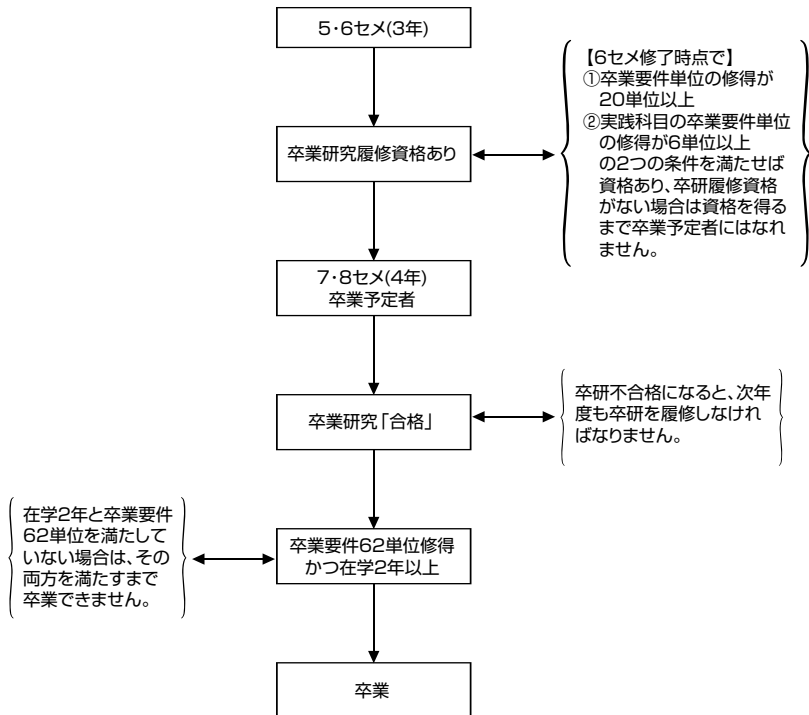 5・6セメ(3年)
【6セメ修了時点で】
①卒業要件単位の修得が
20単位以上
②実践科目の卒業要件単位
の修得が6単位以上
の2つの条件を満たせば
資格あり、卒研履修資格
がない場合は資格を得る
まで卒業予定者にはなれ
ません。
卒業研究履修資格あり
7・8セメ(4年)
卒業予定者
卒業研究「合格」
卒研不合格になると、次年
度も卒研を履修しなけれ
ばなりません。
在学2年と卒業要件
62単位を満たして
いない場合は、その
両方を満たすまで
卒業できません。
卒業要件62単位修得
かつ在学2年以上
卒業